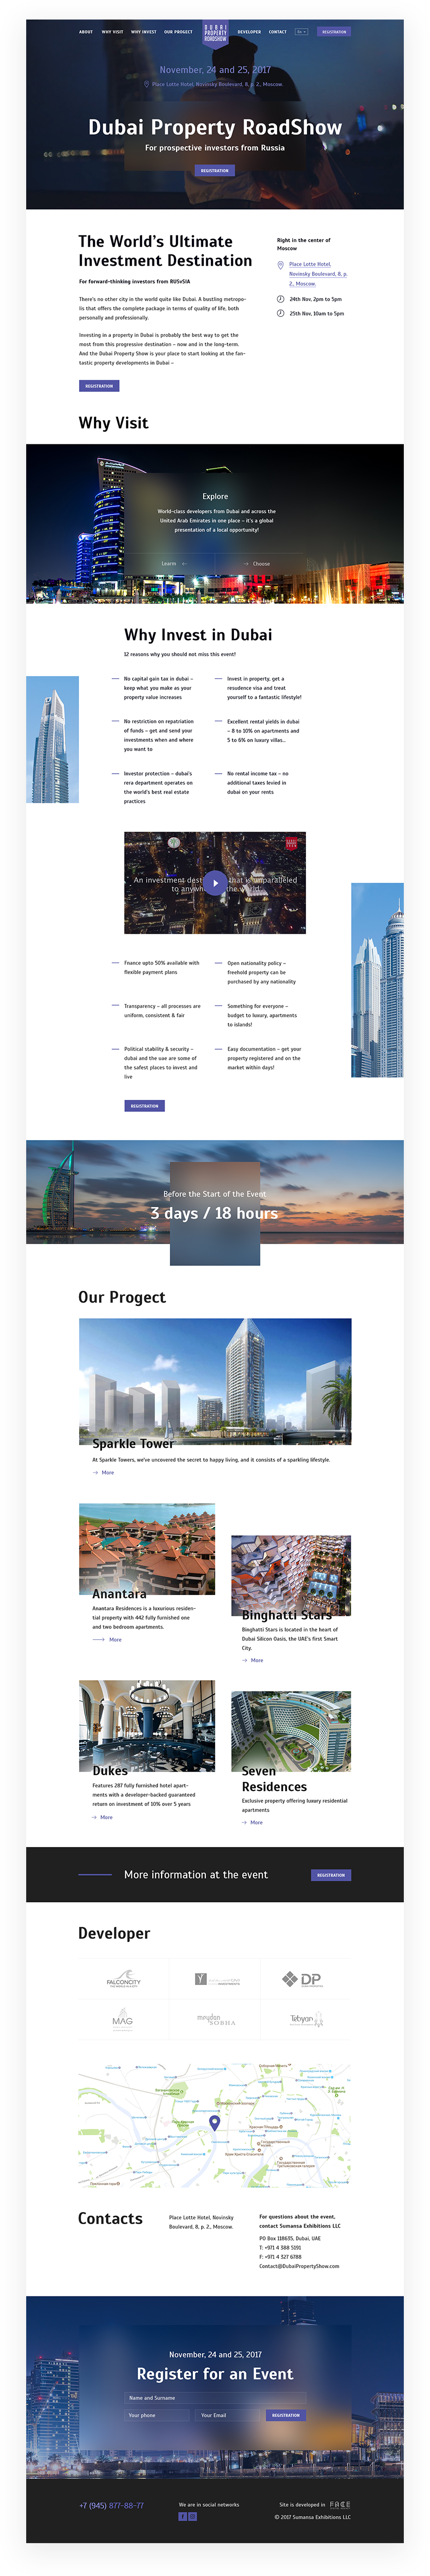 ABOUT WHY VISIT WHY INVEST OUR PROGECT DUBAI PROPERTY ROADSHOW DEVELOPER CONTACT REGISTRATION
November, 24 and 25, 2017
Place Lotte Hotel, Novinsky Boulevard, 8, p. 2., Moscow.
Dubai Property RoadShow
For prospective investors from Russia
REGISTRATION
The World's Ultimate
Investment Destination
For forward-thinking investors from RUSvSIA
There's no other city in the world quite like Dubai. A bustling metropo-
lis that offers the complete package in terms of quality of life, both
personally and professionally.
Investing in a property in Dubai is probably the best way to get the
most from this progressive destination – now and in the long-term.
And the Dubai Property Show is your place to start looking at the fan-
tastic property developments in Dubai –
REGISTRATION
Right in the center of
Moscow
Place Lotte Hotel,
Novinsky Boulevard, 8, p.
2., Moscow.
24th Nov, 2pm to 5pm
25th Nov, 10am to 5pm
Why Visit
Explore
World-class developers from Dubai and across the
United Arab Emirates in one place – it's a global
presentation of a local opportunity!
Learn
Choose
Why Invest in Dubai
12 reasons why you should not miss this event!
No capital gain tax in dubai –
keep what you make as your
property value increases
Invest in property, get a
resudence visa and treat
yourself to a fantastic lifestyle!
No restriction on repatriation
of funds – get and send your
investments when and where
you want to
Excellent rental yields in dubai
– 8 to 10% on apartments and
5 to 6% on luxury villas...
Investor protection – dubai's
rera department operates on
the world's best real estate
practices
No rental income tax – no
additional taxes levied in
dubai on your rents
Fnance upto 50% available with
flexible payment plans
Open nationality policy –
freehold property can be
purchased by any nationality
Transparency – all processes are
uniform, consistent & fair
Something for everyone –
budget to luxury, apartments
to islands!
Political stability & security –
dubai and the uae are some of
the safest places to invest and
live
Easy documentation – get your
property registered and on the
market within days!
REGISTRATION
Before the Start of the Event
3 days / 18 hours
Our Progect
Sparkle Tower
At Sparkle Towers, we've uncovered the secret to happy living, and it consists of a sparkling lifestyle.
More
Anantara
Anantara Residences is a luxurious residen-
tial property with 442 fully furnished one
and two bedroom apartments.
More
Binghatti Stars
Binghatti Stars is located in the heart of
Dubai Silicon Oasis, the UAE's first Smart
City.
More
Dukes
Features 287 fully furnished hotel apart-
ments with a developer-backed guaranteed
return on investment of 10% over 5 years
More
Seven
Residences
Exclusive property offering luxury residential
apartments
More
More information at the event
REGISTRATION
Developer
FALCONCITY
DP
MAG
meydan
SOBHA
Tebyan
Contacts
Place Lotte Hotel, Novinsky
Boulevard, 8, p. 2., Moscow.
For questions about the event,
contact Sumansa Exhibitions LLC
PO Box 118635, Dubai, UAE
T: +971 4 388 5191
F: +971 4 327 6788
Contact@DubaiPropertyShow.com
November, 24 and 25, 2017
Register for an Event
Name and Surname
Your phone
Your Email
REGISTRATION
+7 (945) 877-88-77
We are in social networks
Site is developed in FACE
© 2017 Sumansa Exhibitions LLC